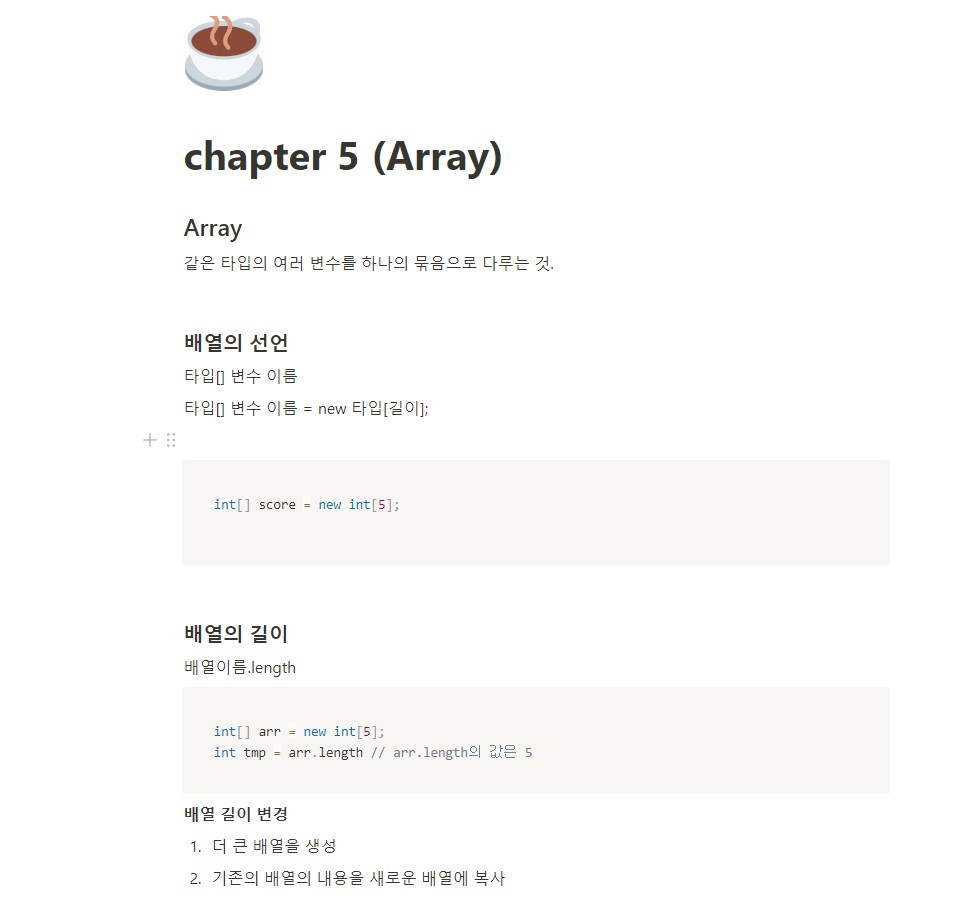 chapter 5 (Array)
Array
같은 타입의 여러 변수를 하나의 묶음으로 다루는 것.
배열의 선언
타입[] 변수 이름
타입[] 변수 이름 = new 타입[길이];
int[] score = new int[5];
배열의 길이
배열이름.length
int[] arr = new int[5];
int tmp = arr.length // arr.length의 값은 5
배열 길이 변경
1. 더 큰 배열을 생성
2. 기존의 배열의 내용을 새로운 배열에 복사